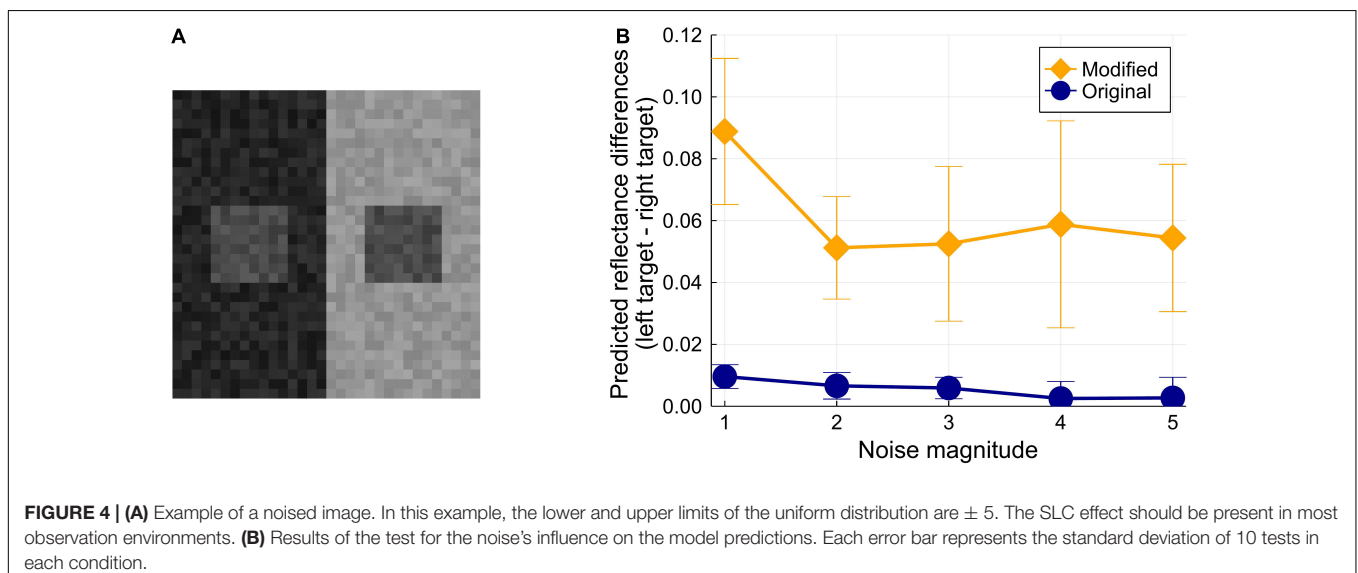 A
B
Predicted reflectance differences
(left target - right target)
0.12
0.10
0.08
0.06
0.04
0.02
0.00
Modified
Original
1 2 3 4 5
Noise magnitude
FIGURE 4 | (A) Example of a noised image. In this example, the lower and upper limits of the uniform distribution are ± 5. The SLC effect should be present in most
observation environments. (B) Results of the test for the noise’s influence on the model predictions. Each error bar represents the standard deviation of 10 tests in
each condition.